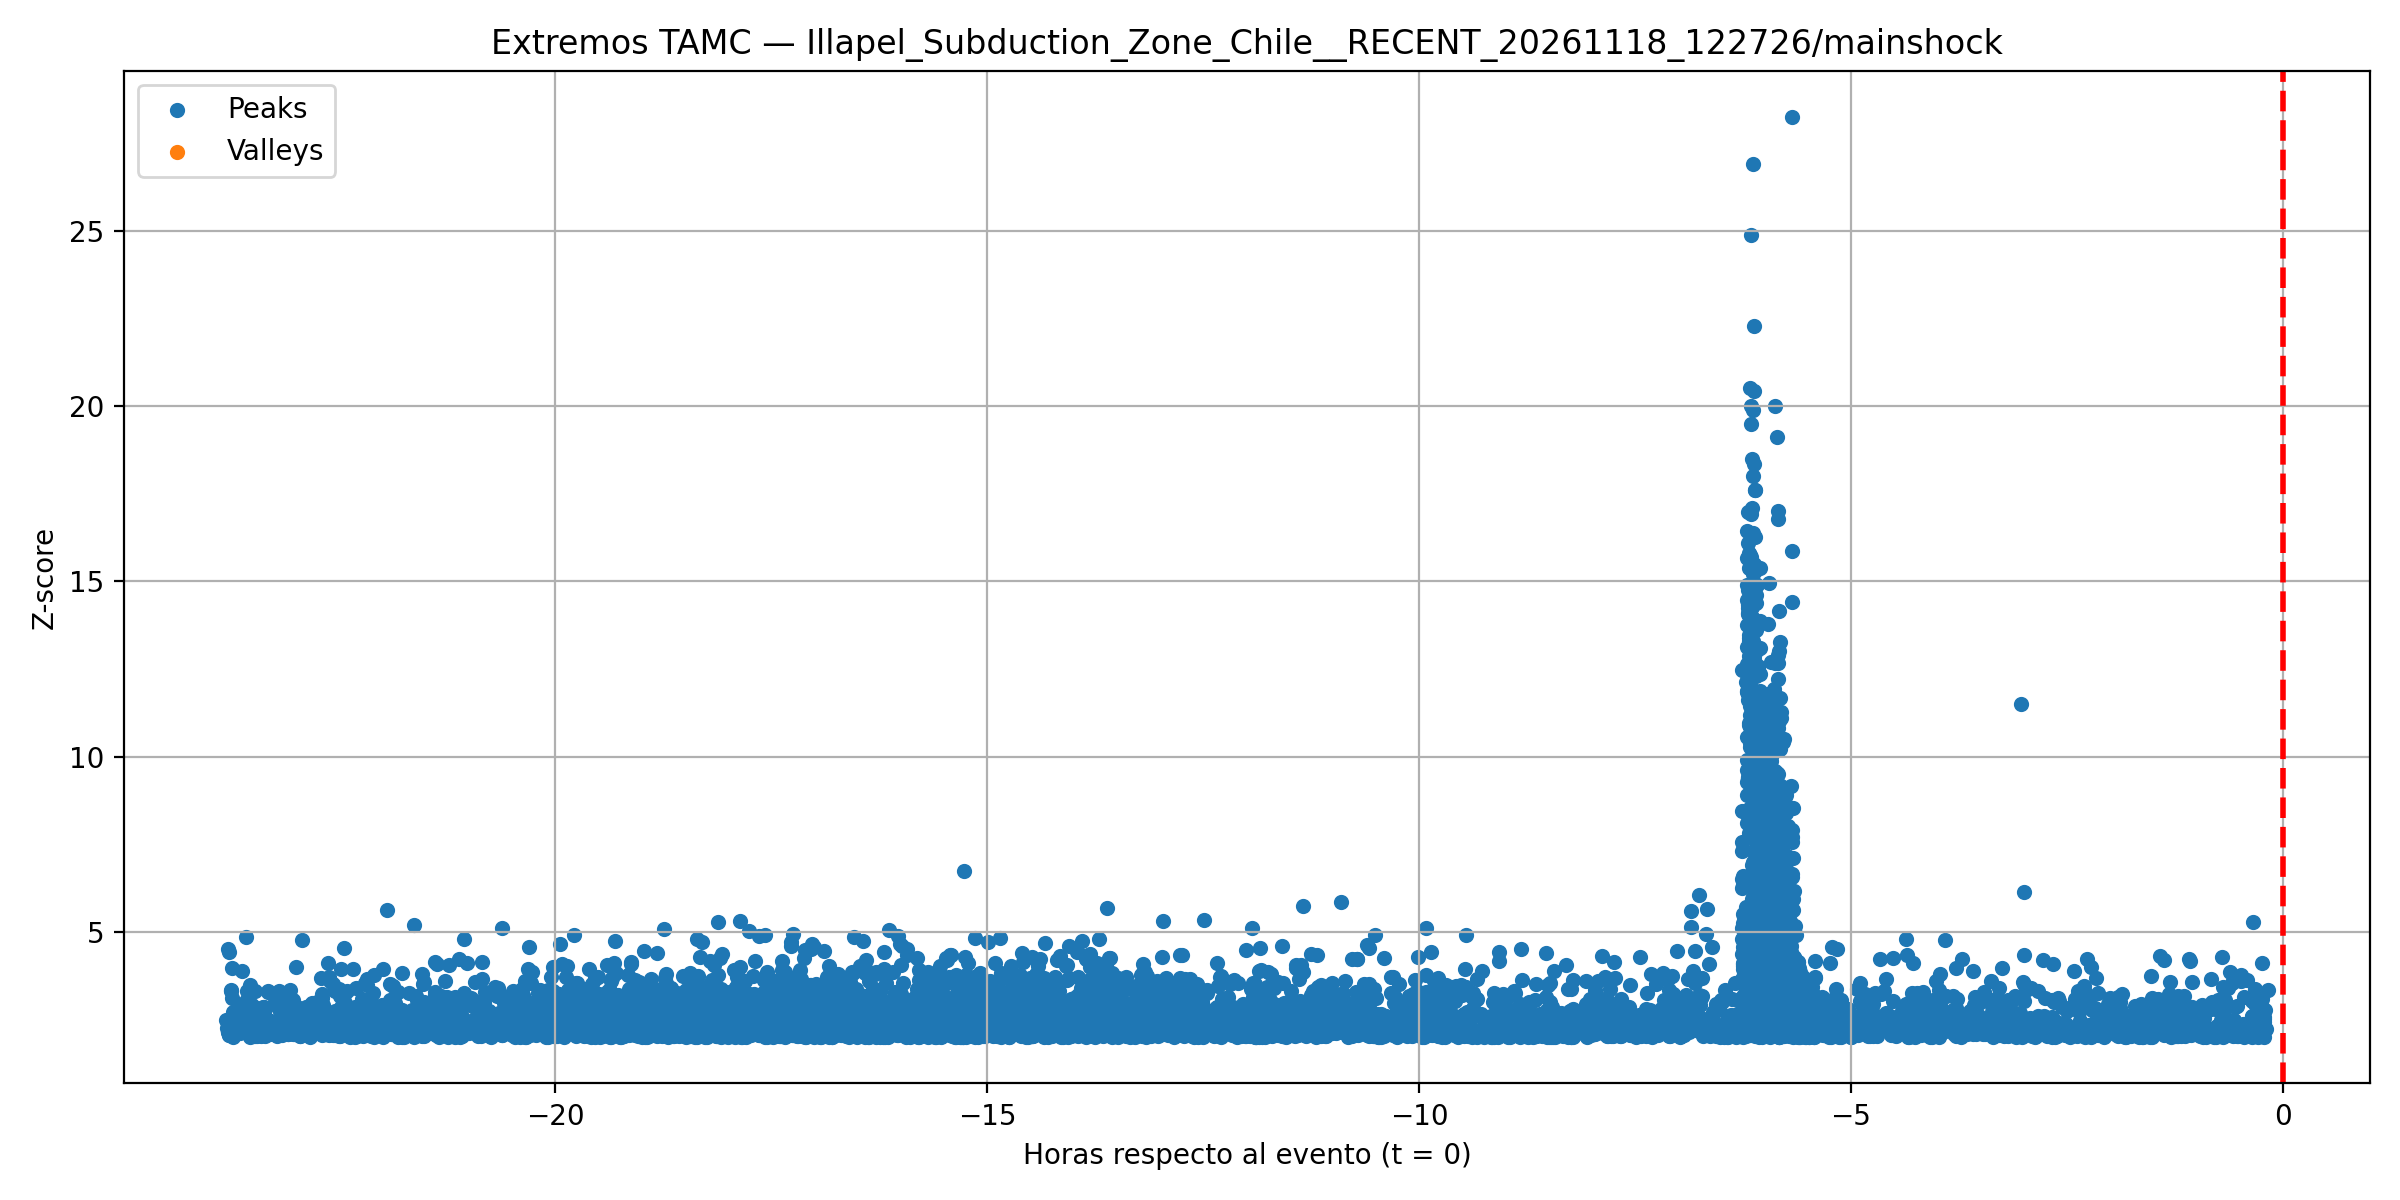 Extremos TAMC — Illapel_Subduction_Zone_Chile__RECENT_20261118_122726/mainshock
Peaks
Valleys
Z-score
25
20
15
10
5
−20
−15
−10
−5
0
Horas respecto al evento (t = 0)